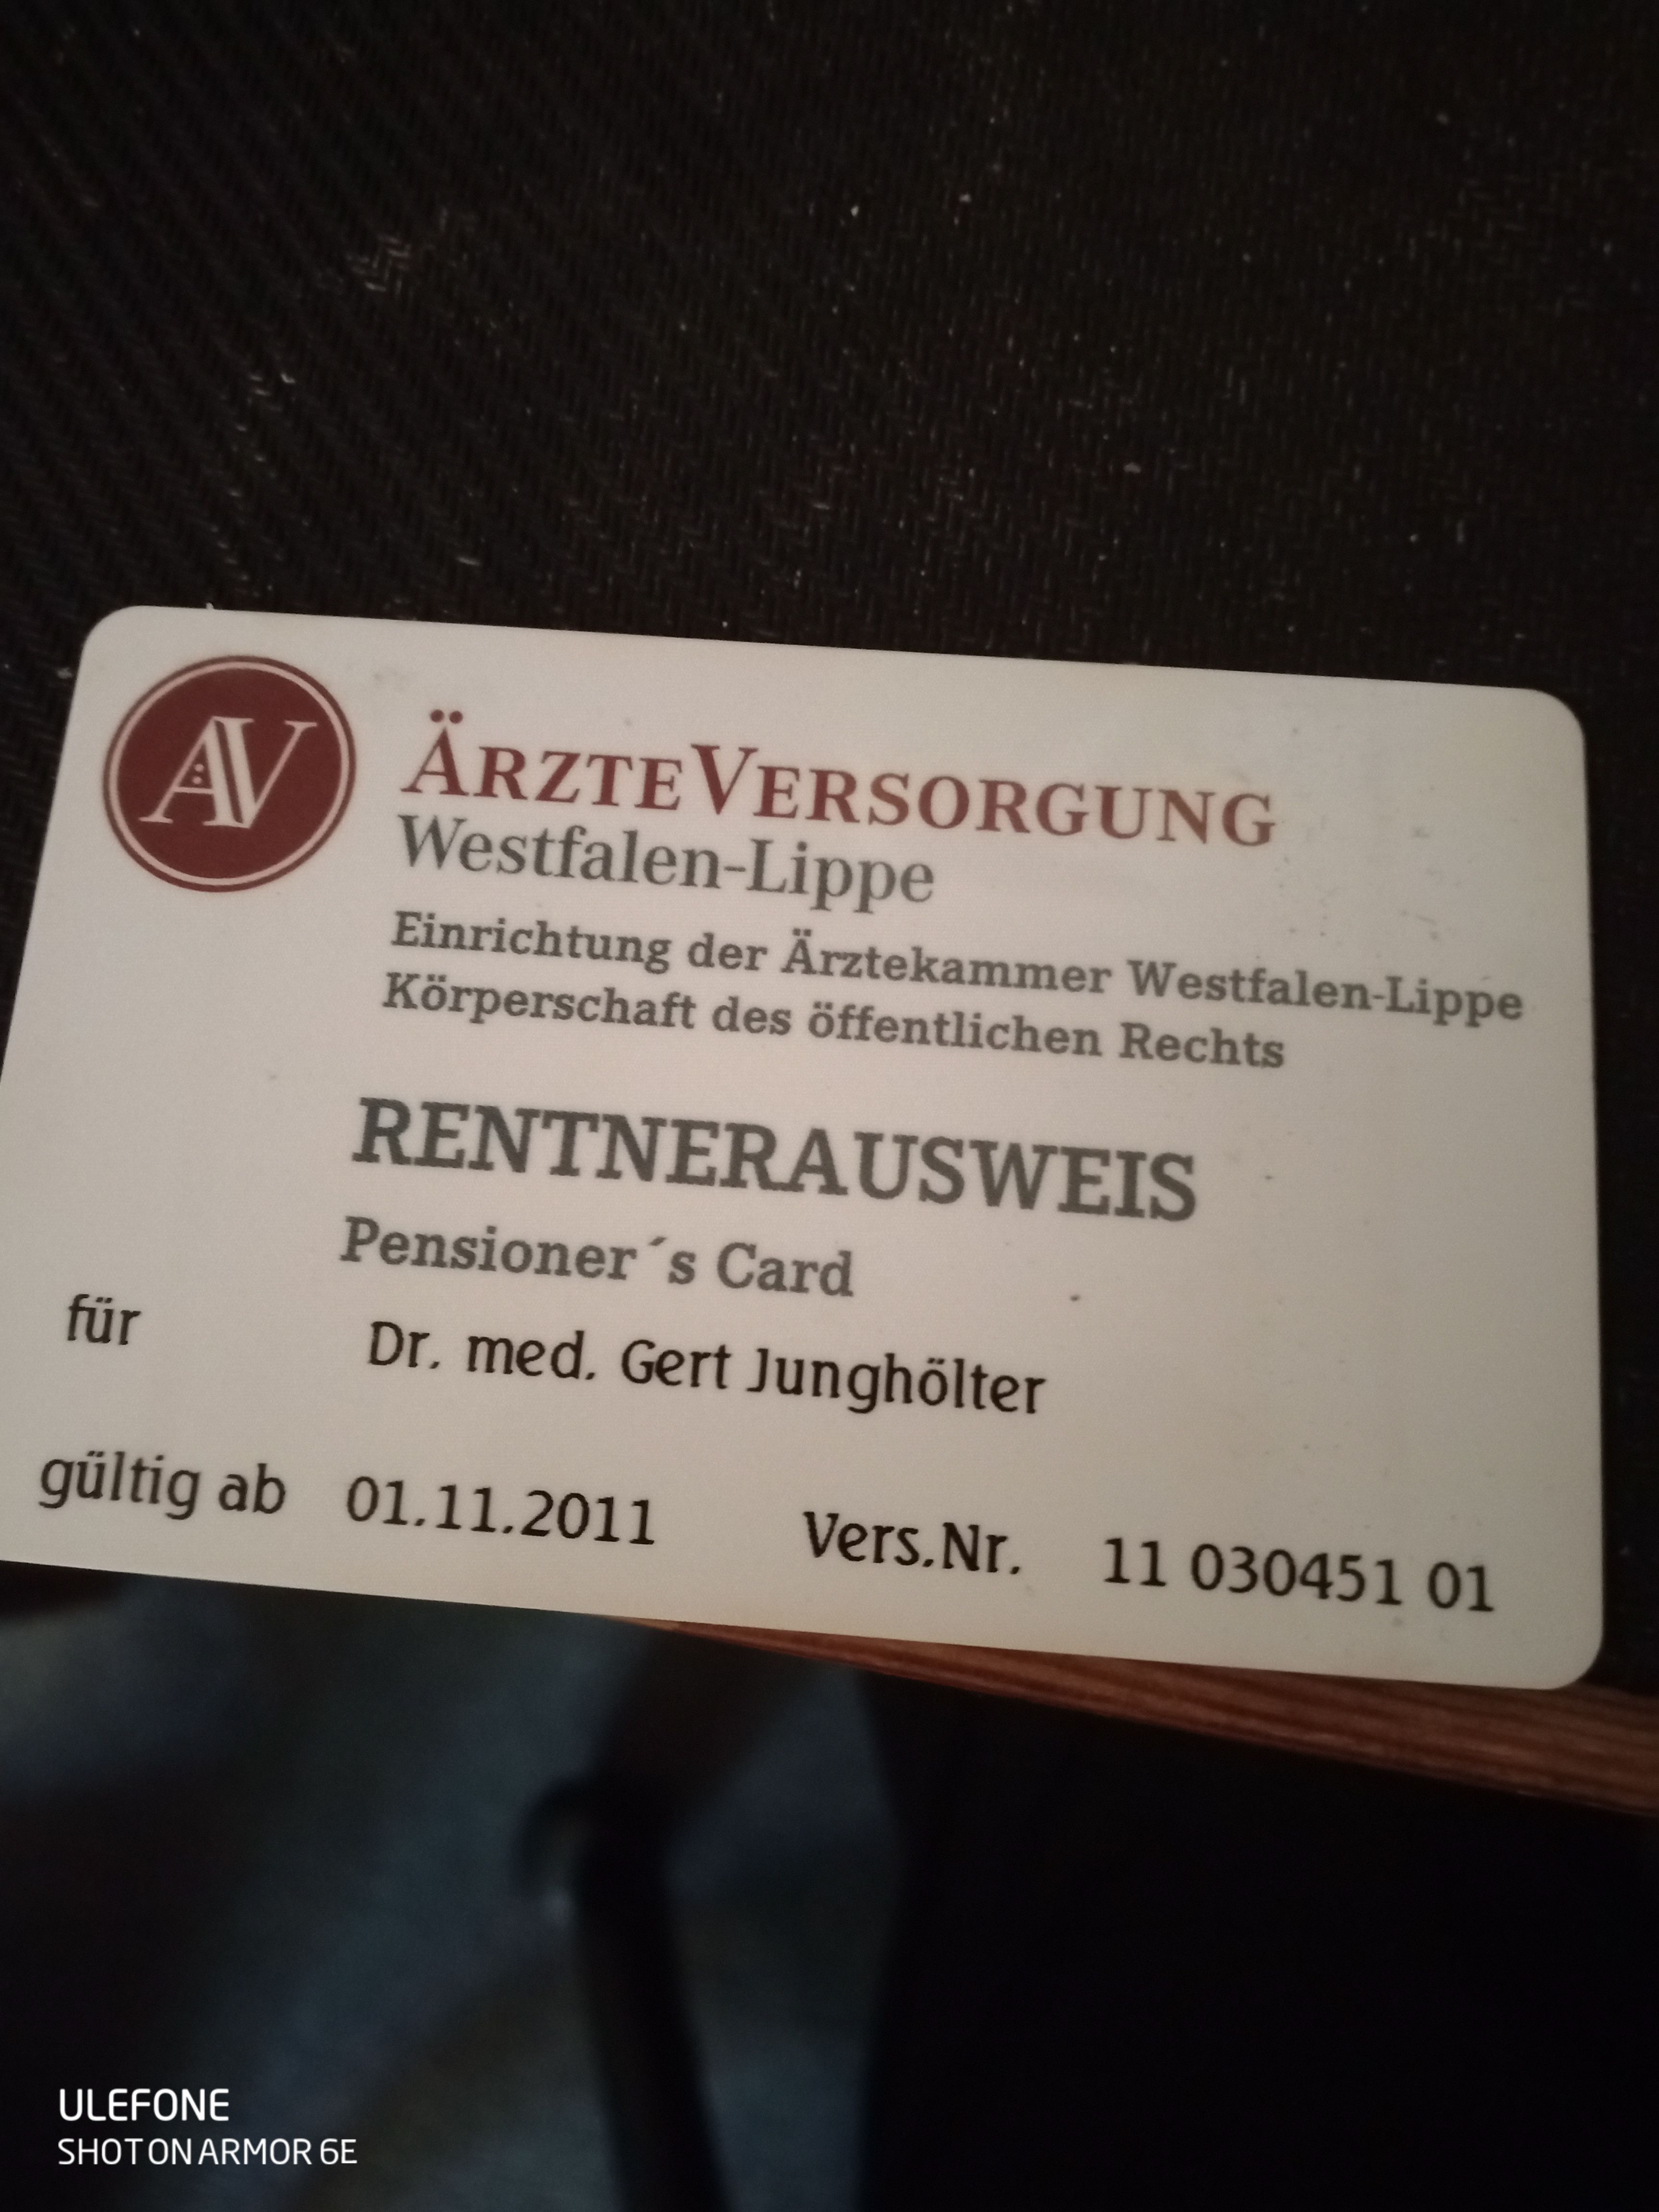 AV
ÄRZTEVERSORGUNG
Westfalen-Lippe
Einrichtung der Ärztekammer Westfalen-Lippe
Körperschaft des öffentlichen Rechts
RENTNERAUSWEIS
Pensioner´s Card
für Dr. med. Gert Junghölter
gültig ab 01.11.2011 Vers.Nr. 11 030451 01
ULEFONE
SHOT ON ARMOR 6E